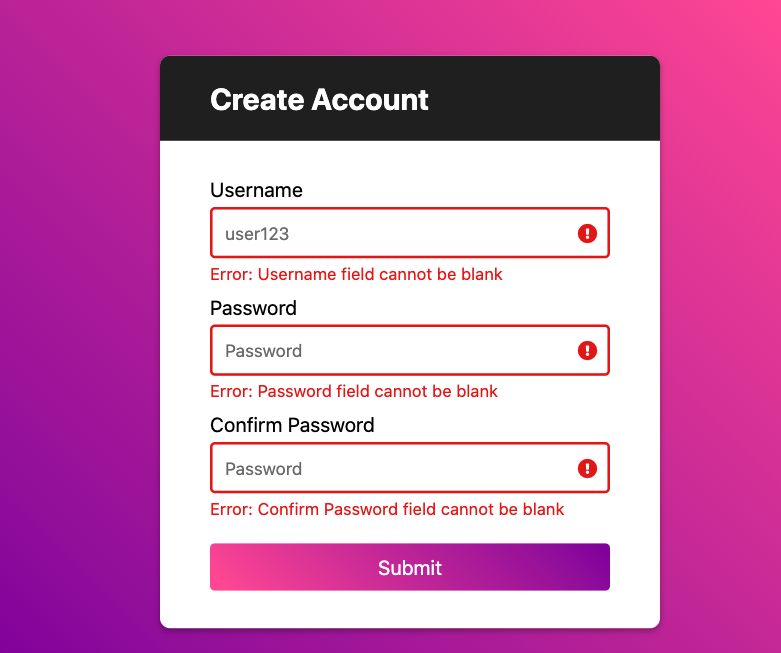 Create Account
Username
user123
Error: Username field cannot be blank
Password
Password
Error: Password field cannot be blank
Confirm Password
Password
Error: Confirm Password field cannot be blank
Submit